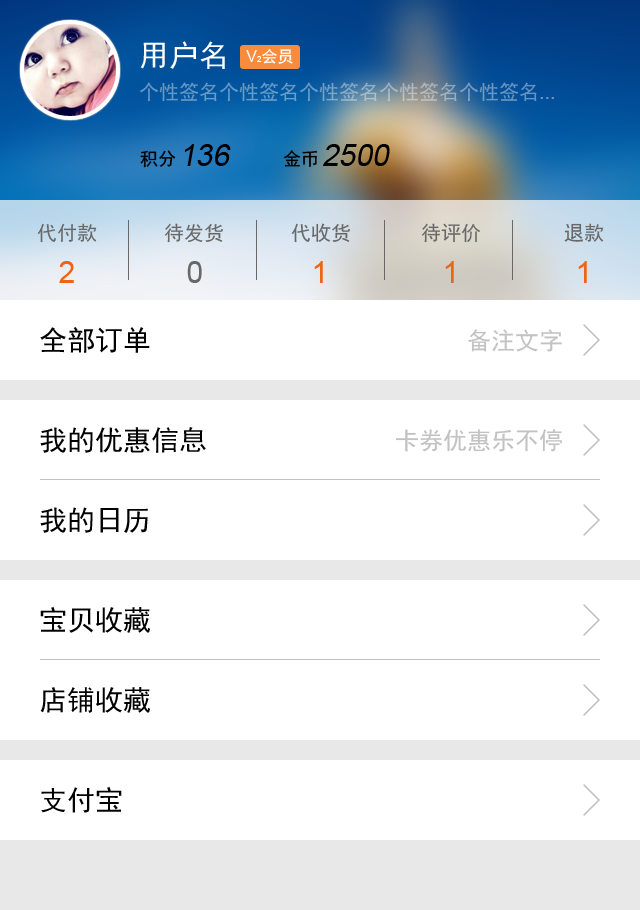 用户名 V₂会员
个性签名个性签名个性签名个性签名个性签名...
积分 136 金币 2500
代付款 待发货 代收货 待评价 退款
2 0 1 1 1
全部订单 备注文字
我的优惠信息 卡券优惠乐不停
我的日历
宝贝收藏
店铺收藏
支付宝